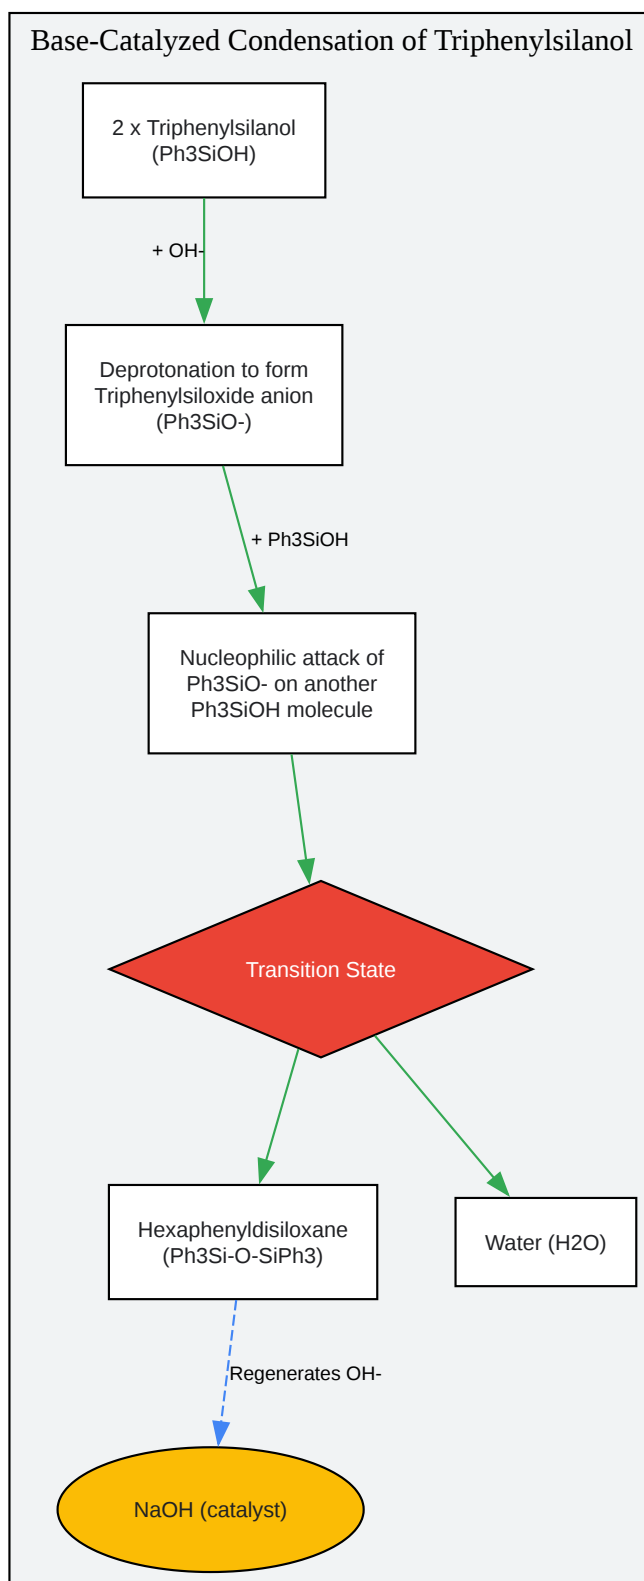 Base-Catalyzed Condensation of Triphenylsilanol
2 x Triphenylsilanol
(Ph3SiOH)
+ OH-
Deprotonation to form
Triphenylsiloxide anion
(Ph3SiO-)
+ Ph3SiOH
Nucleophilic attack of
Ph3SiO- on another
Ph3SiOH molecule
Transition State
Hexaphenyldisiloxane
(Ph3Si-O-SiPh3)
Water (H2O)
Regenerates OH-
NaOH (catalyst)